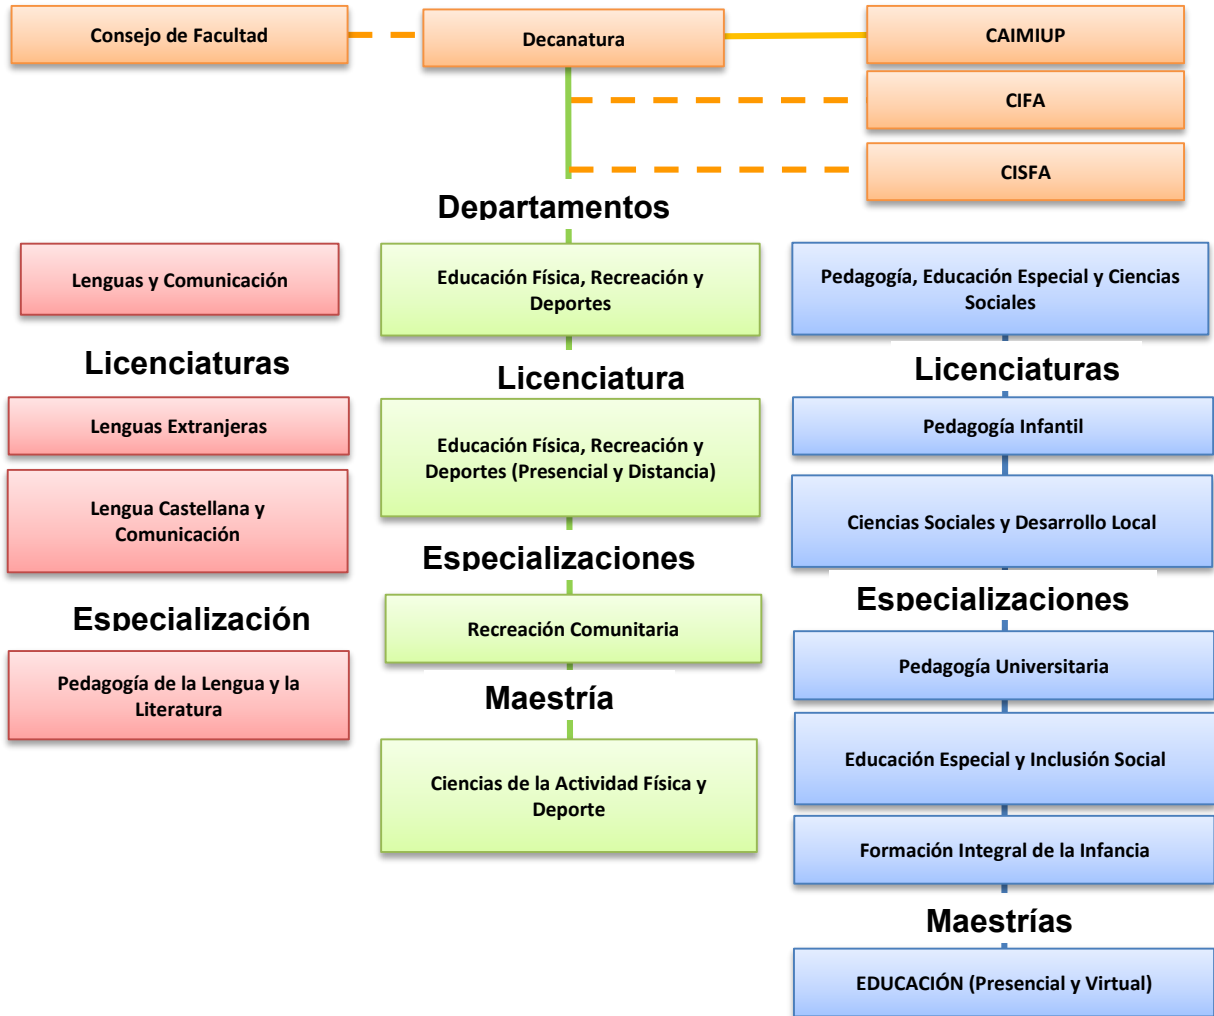 Consejo de Facultad
Decanatura
CAIMIUP
CIFA
CISFA
Departamentos
Lenguas y Comunicación
Licenciaturas
Lenguas Extranjeras
Lengua Castellana y
Comunicación
Especialización
Pedagogía de la Lengua y la
Literatura
Educación Física, Recreación y
Deportes
Licenciatura
Educación Física, Recreación y
Deportes (Presencial y Distancia)
Especializaciones
Recreación Comunitaria
Maestría
Ciencias de la Actividad Física y
Deporte
Pedagogía, Educación Especial y Ciencias
Sociales
Licenciaturas
Pedagogía Infantil
Ciencias Sociales y Desarrollo Local
Especializaciones
Pedagogía Universitaria
Educación Especial y Inclusión Social
Formación Integral de la Infancia
Maestrías
EDUCACIÓN (Presencial y Virtual)